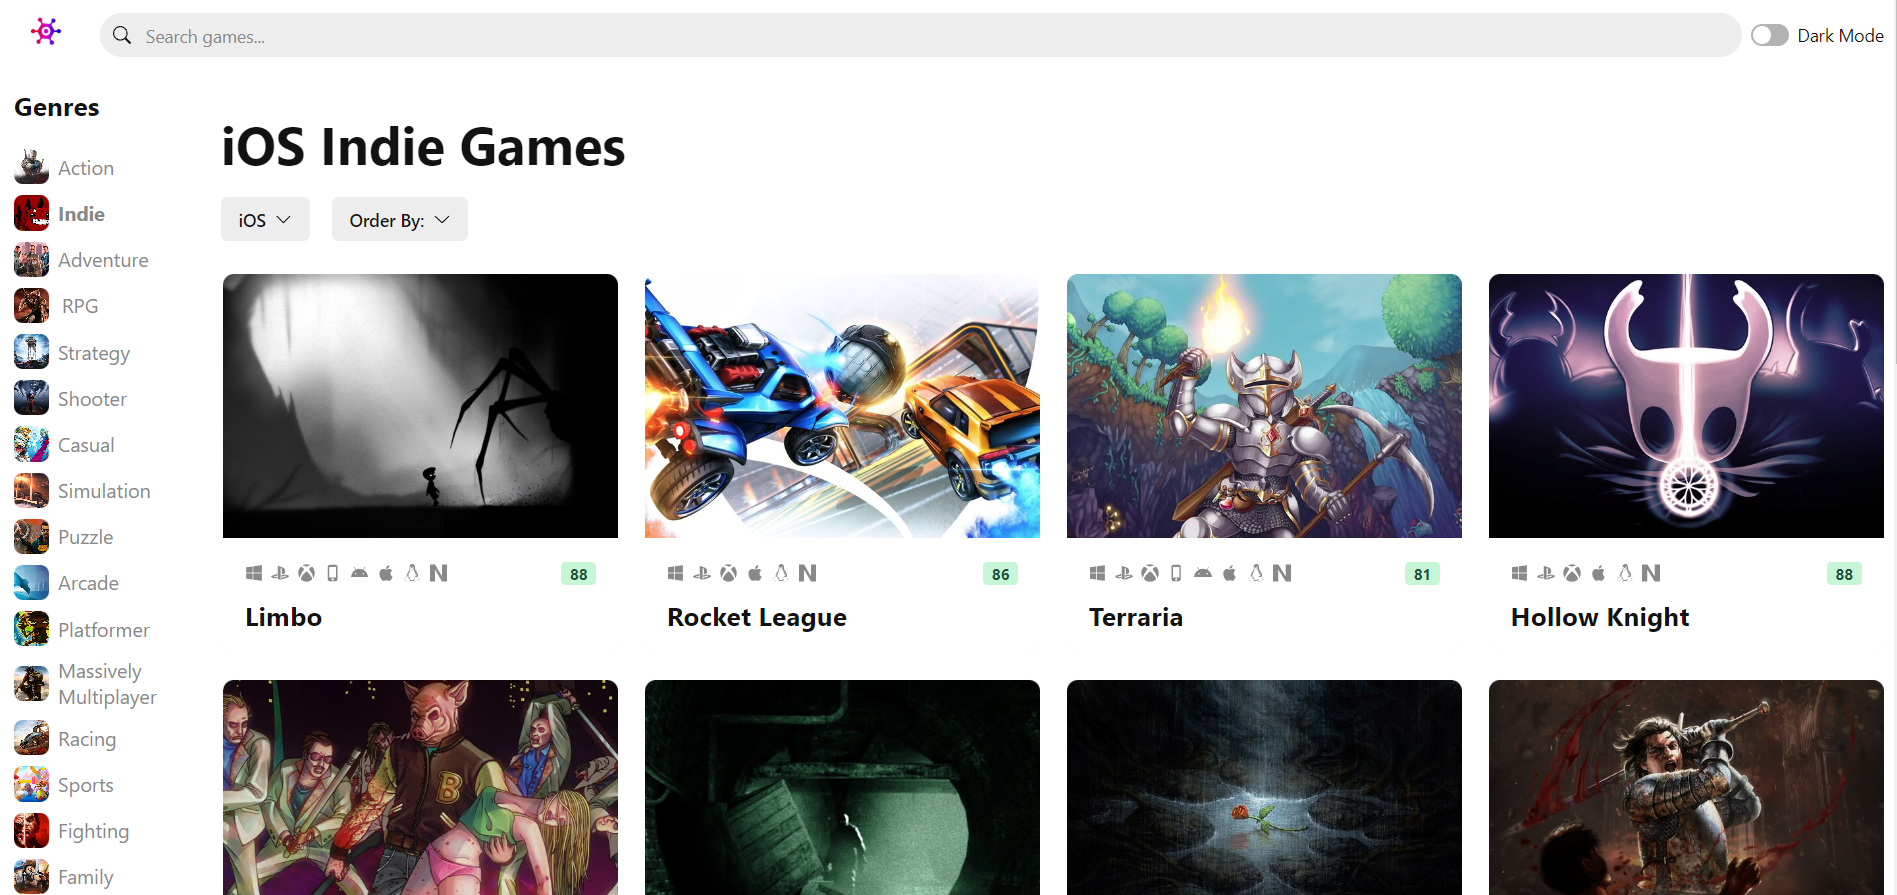 Search games...
Dark Mode
Genres
Action
Indie
Adventure
RPG
Strategy
Shooter
Casual
Simulation
Puzzle
Arcade
Platformer
Massively
Multiplayer
Racing
Sports
Fighting
Family
iOS Indie Games
iOS
Order By:
88
Limbo
86
Rocket League
81
Terraria
88
Hollow Knight
B